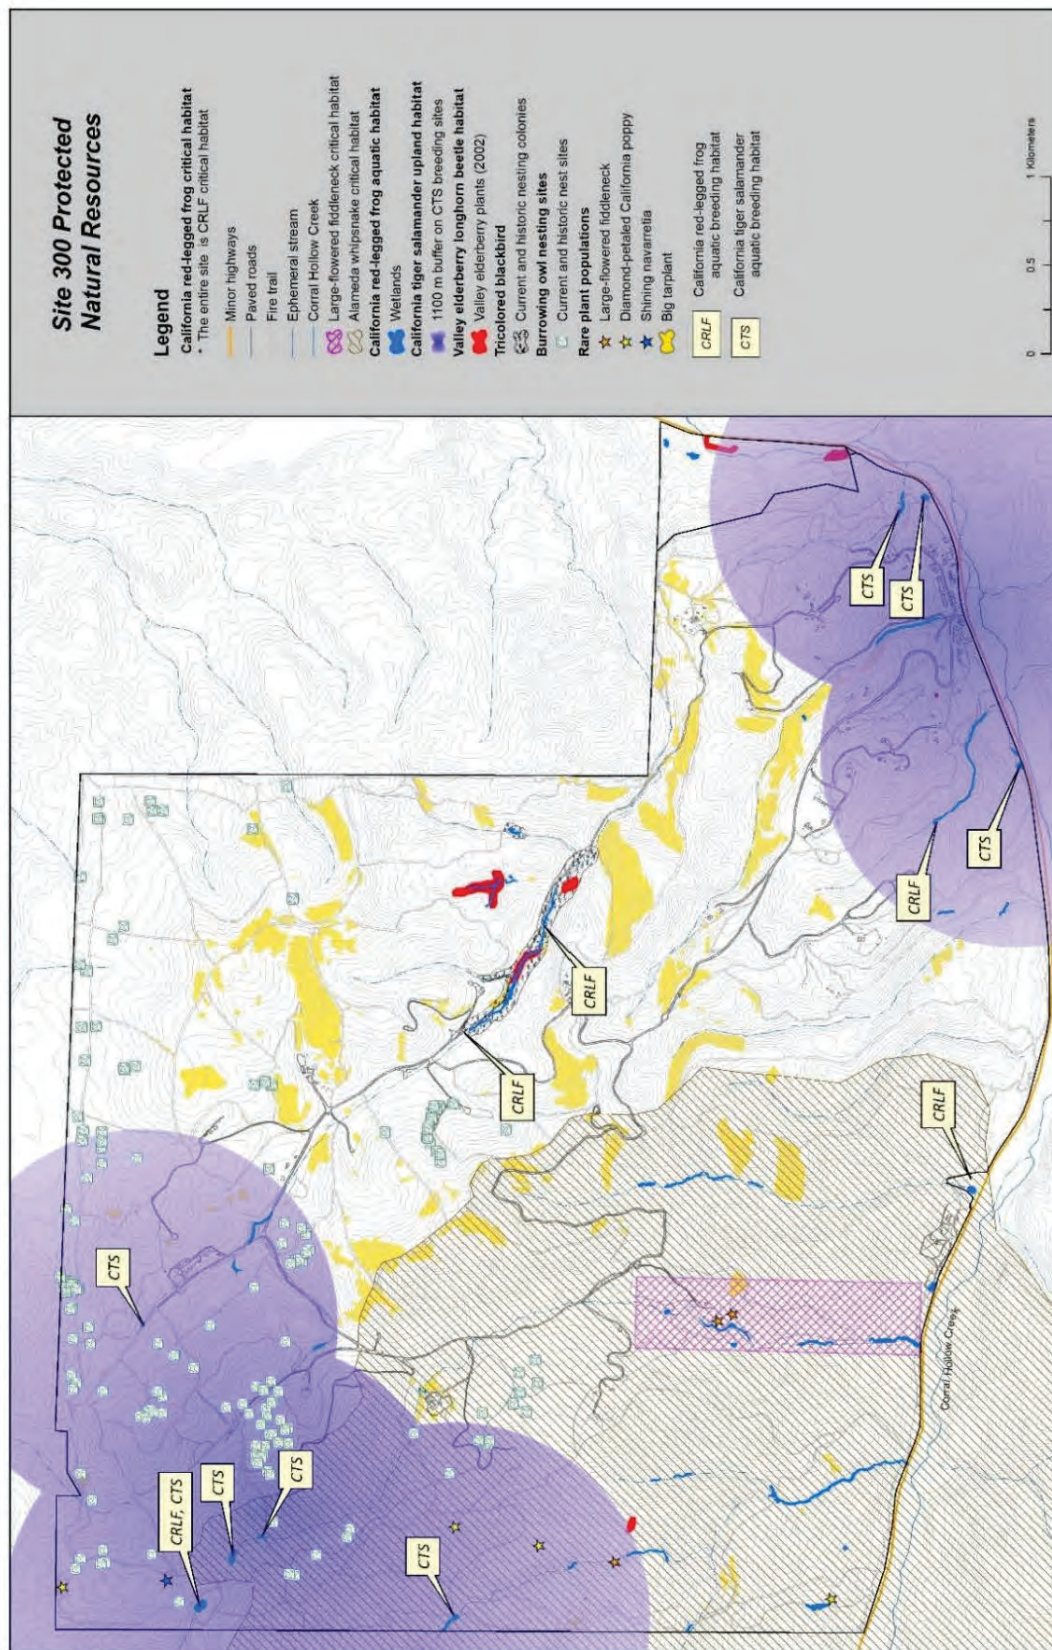 Site 300 Protected
Natural Resources
Legend
California red-legged frog critical habitat
* The entire site is CRLF critical habitat
Minor highways
Paved roads
Fire trail
Ephemeral stream
Corral Hollow Creek
Large-flowered fiddleneck critical habitat
Alameda whipsnake critical habitat
California red-legged frog aquatic habitat
Wetlands
California tiger salamander upland habitat
1100 m buffer on CTS breeding sites
Valley elderberry longhorn beetle habitat
Valley elderberry plants (2002)
Tricolored blackbird
Current and historic nesting colonies
Burrowing owl nesting sites
Current and historic nest sites
Rare plant populations
Large-flowered fiddleneck
Diamond-petaled California poppy
Shining navarretia
Big tarplant
CRLF
California red-legged frog
aquatic breeding habitat
CTS
California tiger salamander
aquatic breeding habitat
0
0.5
1 Kilometers
CRLF, CTS
CTS
CTS
CTS
CTS
CRLF
CRLF
CRLF
CRLF
CTS
CTS
CTS
Corral Hollow Creek